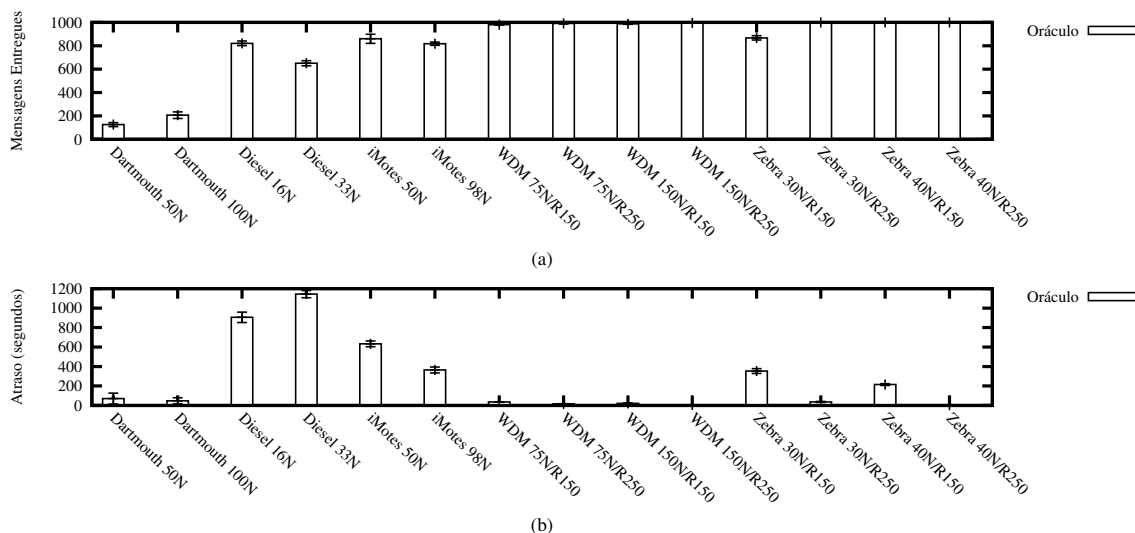 1000
800
600
400
200
0
Mensagens Entregues
Oráculo
Dartmouth 50N
Dartmouth 100N
Diesel 16N
Diesel 33N
iMotes 50N
iMotes 98N
WDM 75N/R150
WDM 75N/R250
WDM 150N/R150
WDM 150N/R250
Zebra 30N/R150
Zebra 30N/R250
Zebra 40N/R150
Zebra 40N/R250
(a)
1200
1000
800
600
400
200
0
Atraso (segundos)
Oráculo
Dartmouth 50N
Dartmouth 100N
Diesel 16N
Diesel 33N
iMotes 50N
iMotes 98N
WDM 75N/R150
WDM 75N/R250
WDM 150N/R150
WDM 150N/R250
Zebra 30N/R150
Zebra 30N/R250
Zebra 40N/R150
Zebra 40N/R250
(b)